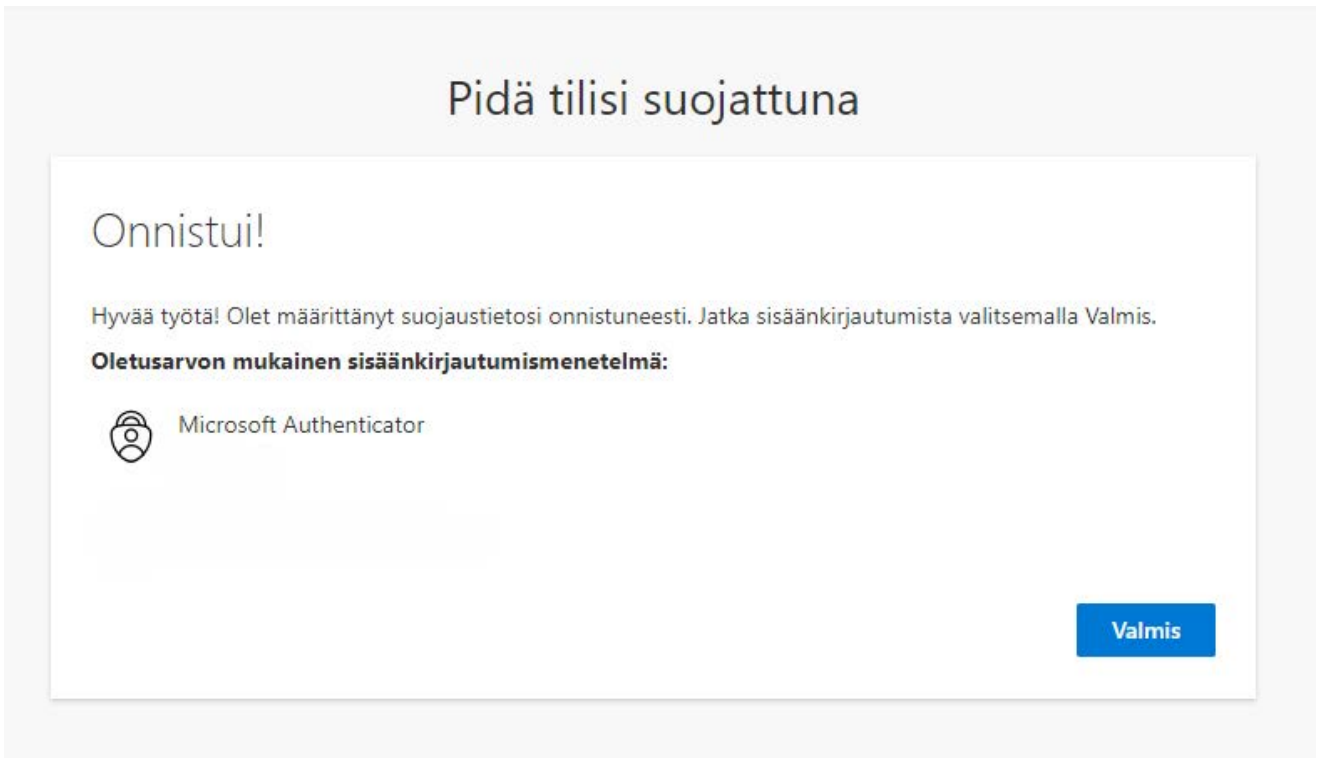 Pidä tilisi suojattuna
Onnistui!
Hyvää työtä! Olet määrittänyt suojaustietosi onnistuneesti. Jatka sisäänkirjautumista valitsemalla Valmis.
Oletusarvon mukainen sisäänkirjautumismenetelmä:
Microsoft Authenticator
Valmis